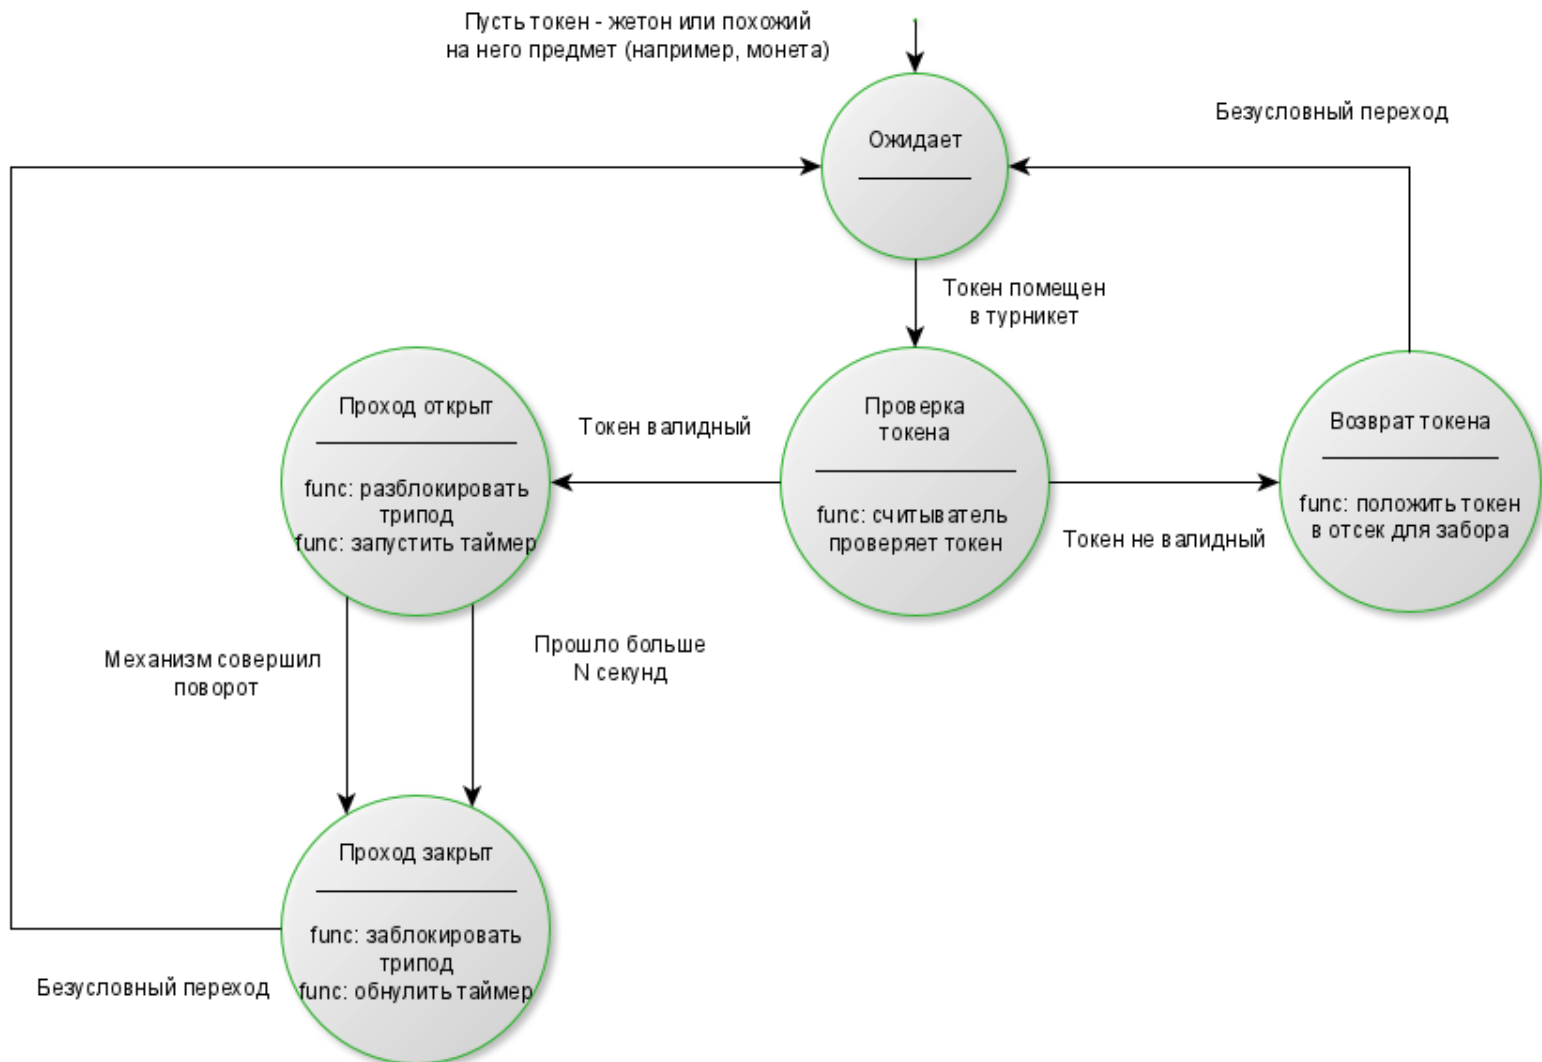 Пусть токен - жетон или похожий
на него предмет (например, монета)
Безусловный переход
Ожидает
Токен помещен
в турникет
Проход открыт
func: разблокировать
трипод
func: запустить таймер
Токен валидный
Проверка
токена
func: считыватель
проверяет токен
Токен не валидный
Возврат токена
func: положить токен
в отсек для забора
Механизм совершил
поворот
Прошло больше
N секунд
Проход закрыт
func: заблокировать
трипод
func: обнулить таймер
Безусловный переход